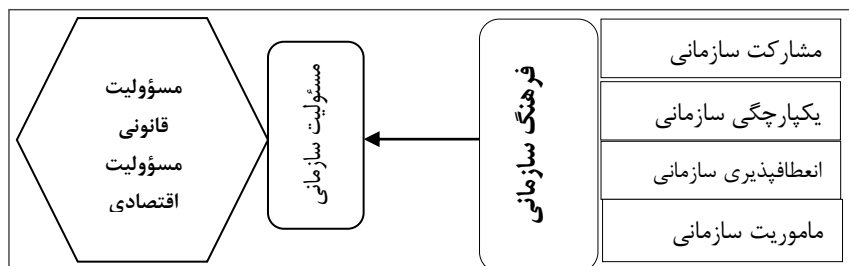 مشارکت سازمانی
یکپارچگی سازمانی
انعطافپذیری سازمانی
ماموریت سازمانی
فرهنگ سازمانی
مسئولیت سازمانی
مسؤولیت
قانونی
مسؤولیت
اقتصادی